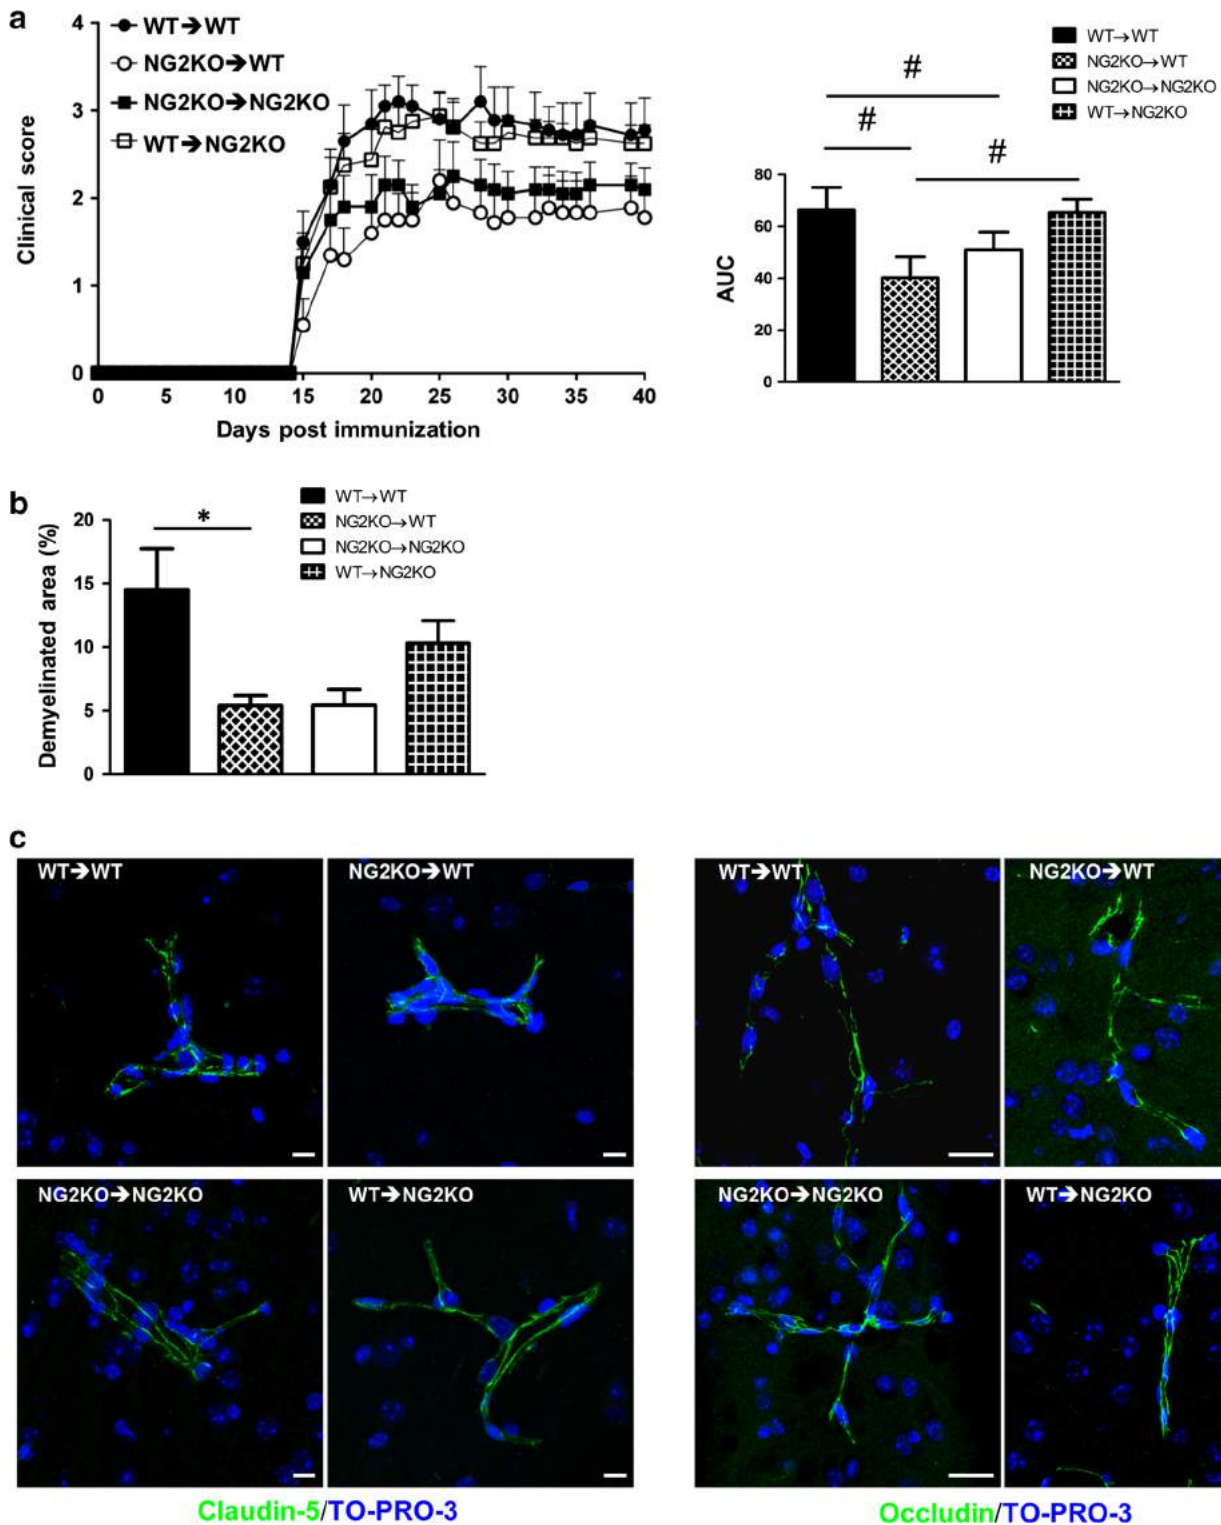 a
4
3
2
1
0
Clinical score
WT➔WT
NG2KO➔WT
NG2KO➔NG2KO
WT➔NG2KO
0 5 10 15 20 25 30 35 40
Days post immunization
WT→WT
NG2KO→WT
NG2KO→NG2KO
WT→NG2KO
#
#
#
80
60
40
20
0
AUC
b
WT→WT
NG2KO→WT
NG2KO→NG2KO
WT→NG2KO
*
20
15
10
5
0
Demyelinated area (%)
c
WT➔WT
NG2KO➔WT
WT➔WT
NG2KO➔WT
NG2KO➔NG2KO
WT➔NG2KO
NG2KO➔NG2KO
WT➔NG2KO
Claudin-5/TO-PRO-3
Occludin/TO-PRO-3